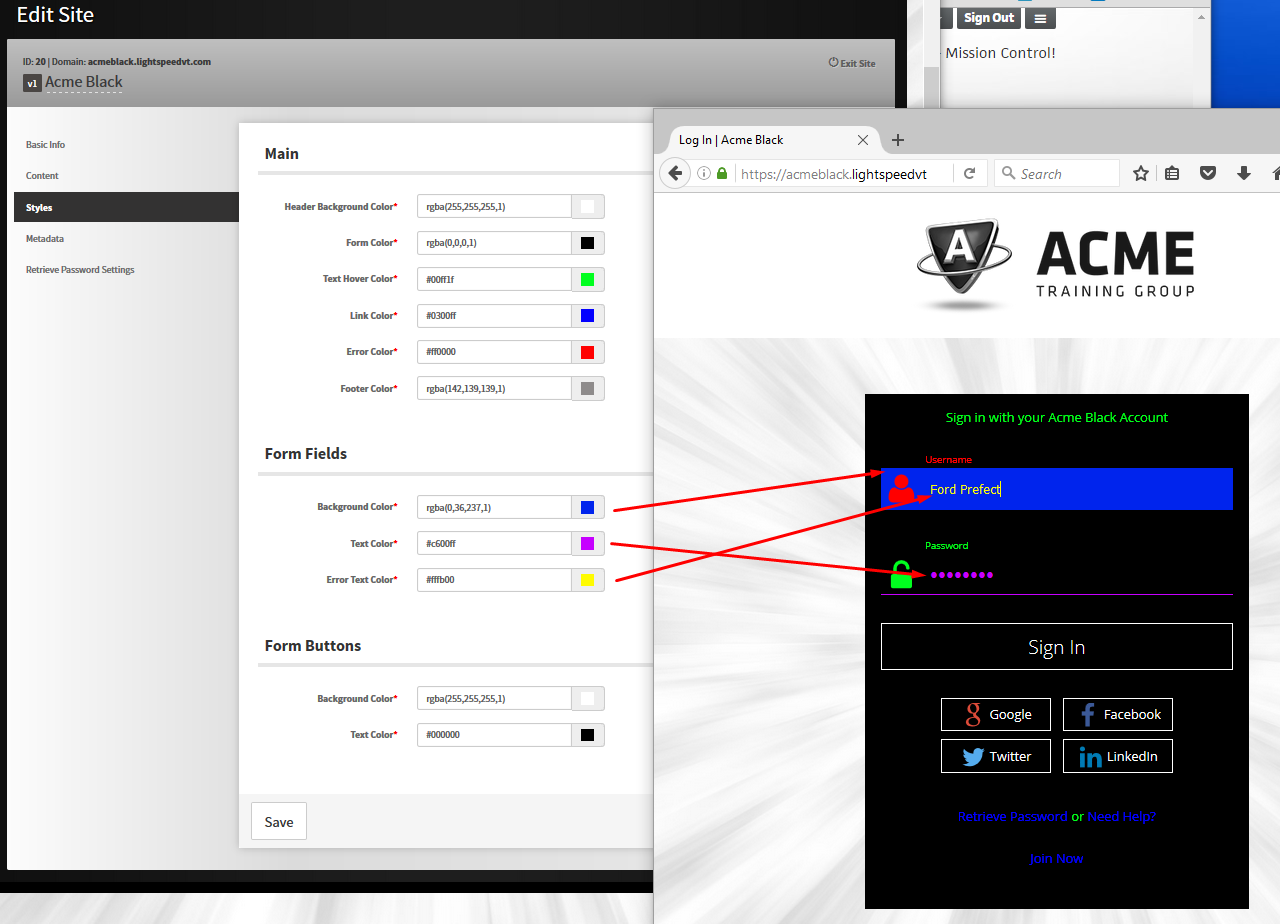 Edit Site
ID: 20 | Domain: acmeblack.lightspeedvt.com
v1 Acme Black
Exit Site
Basic Info
Content
Styles
Metadata
Retrieve Password Settings
Main
Header Background Color* rgba(255,255,255,1)
Form Color* rgba(0,0,0,1)
Text Hover Color* #00ff1f
Link Color* #0300ff
Error Color* #ff0000
Footer Color* rgba(142,139,139,1)
Form Fields
Background Color* rgba(0,36,237,1)
Text Color* #c600ff
Error Text Color* #fffb00
Form Buttons
Background Color* rgba(255,255,255,1)
Text Color* #000000
Save
Sign Out
Mission Control!
Log In | Acme Black
https://acmeblack.lightspeedvt
Search
A
ACME
TRAINING GROUP
Sign in with your Acme Black Account
Username
Ford Prefect
Password
Sign In
Google
Facebook
Twitter
LinkedIn
Retrieve Password or Need Help?
Join Now